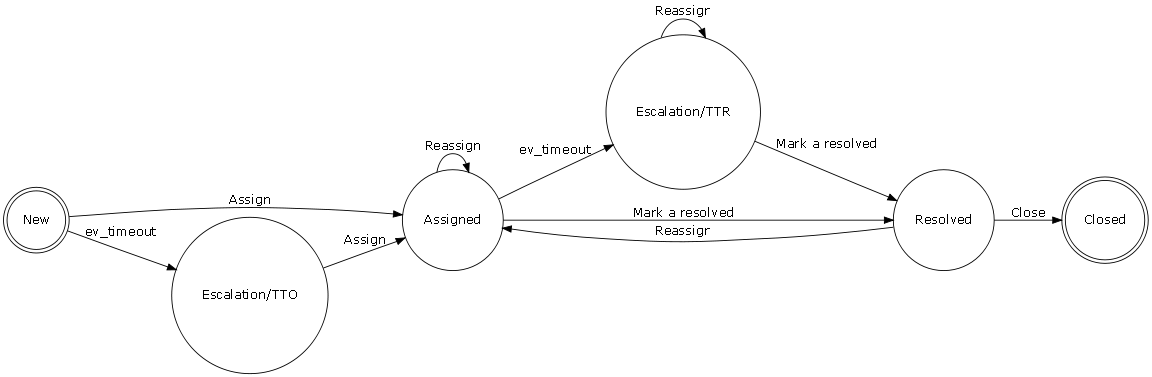 Reassigr
Escalation/TTR
Reassign
ev_timeout
Mark a resolved
Assign
New
Assigned
Mark a resolved
Resolved
Close
Closed
ev_timeout
Assign
Reassigr
Escalation/TTO